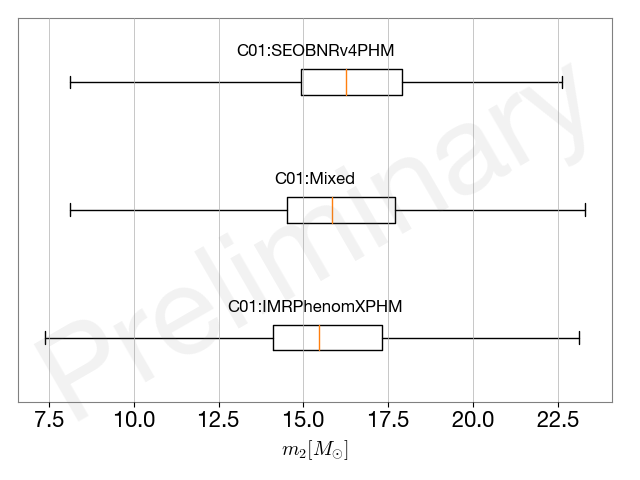 C01:SEOBNRv4PHM
C01:Mixed
C01:IMRPhenomXPHM
Preliminary
7.5 10.0 12.5 15.0 17.5 20.0 22.5
m₂[M☉]